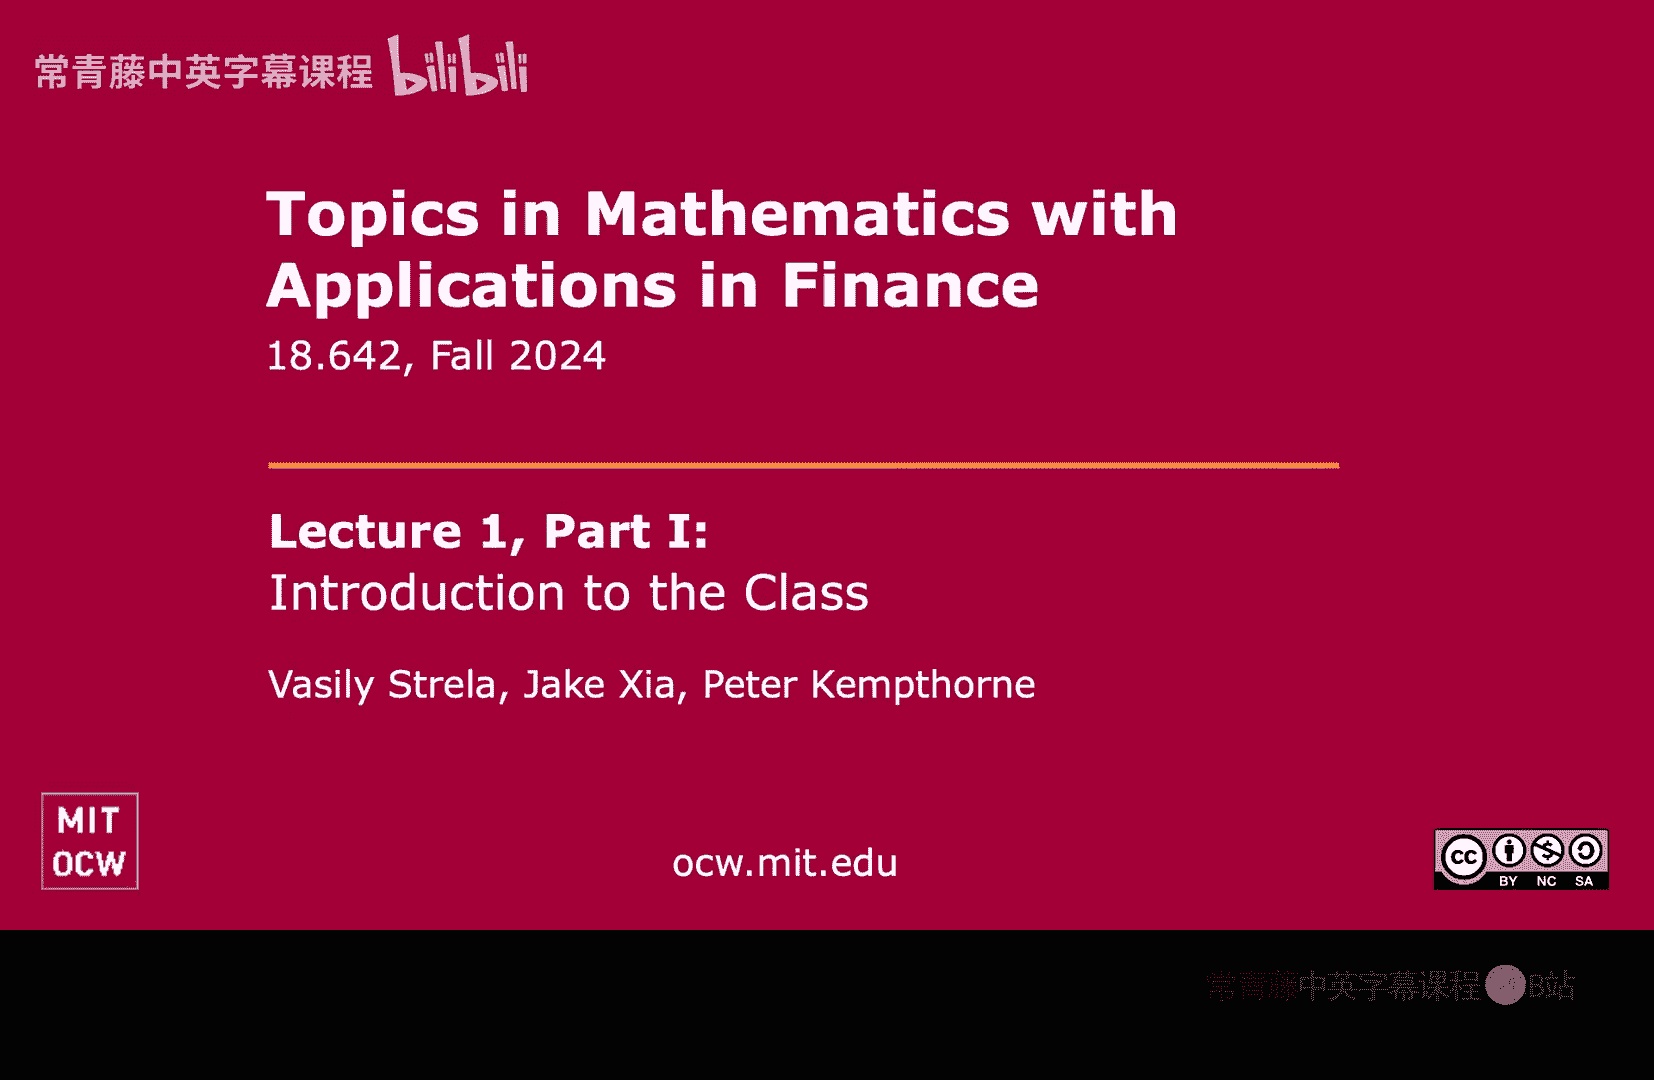 常青藤中英字幕课程 bilibili
Topics in Mathematics with
Applications in Finance
18.642, Fall 2024
Lecture 1, Part I:
Introduction to the Class
Vasily Strela, Jake Xia, Peter Kempthorne
MIT
OCW
ocw.mit.edu
cc
BY NC SA
常青藤中英字幕课程 B站